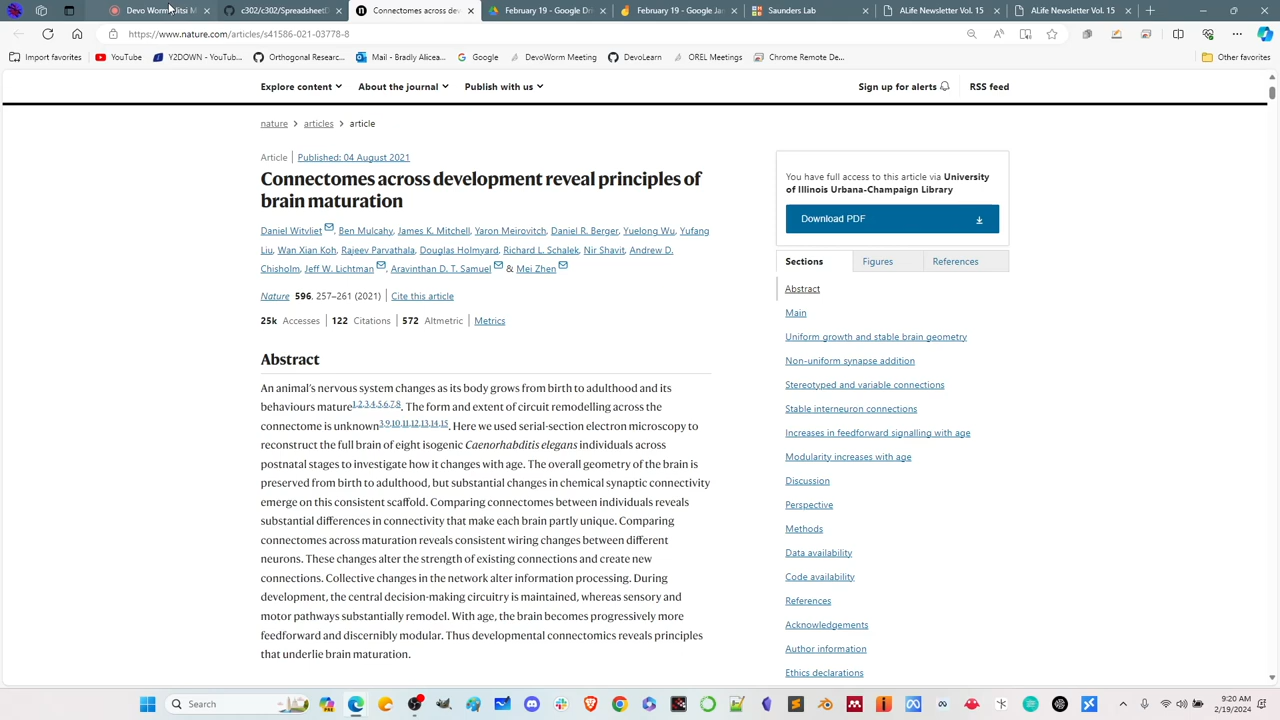 Devo Worm
c302/c302/structure
Connectomes across dev
February 19 - Google
Meet
ALifeNewsletter Vol. 15
ALifeNewsletter Vol. 15
https://www.nature.com/articles/s41586-021-03778-8
Import favorites
YouTube
Y2DOWN - YouTub...
Orthogonal Researc...
Mail - Bradly Alicea...
Google
DevoWorm Meeting
DevoLearn
OREL Meetings
Chrome Remote De...
Other favorites
Explore content
About the journal
Publish with us
Sign up for alerts
RSS feed
nature > articles > article
Article | Published: 04 August 2021
Connectomes across development reveal principles of
brain maturation
Daniel Witvliet, Ben Mulcahy, James K. Mitchell, Yaron Meirovitch, Daniel R. Berger, Yuelong Wu, Yufang
Liu, Wan Xian Koh, Rajeev Parvathala, Douglas Holmyard, Richard L. Schalek, Nir Shavit, Andrew D.
Chisholm, Jeff W. Lichtman, Aravinthan D. T. Samuel & Mei Zhen
Nature 596, 257–261 (2021) | Cite this article
25k Accesses | 122 Citations | 572 Altmetric | Metrics
Abstract
An animal’s nervous system changes as its body grows from birth to adulthood and its
behaviours mature1,2,3,4,5,6,7,8. The form and extent of circuit remodelling across the
connectome is unknown3,9,10,11,12,13,14,15. Here we used serial-section electron microscopy to
reconstruct the full brain of eight isogenic Caenorhabditis elegans individuals across
postnatal stages to investigate how it changes with age. The overall geometry of the brain is
preserved from birth to adulthood, but substantial changes in chemical synaptic connectivity
emerge on this consistent scaffold. Comparing connectomes between individuals reveals
substantial differences in connectivity that make each brain partly unique. Comparing
connectomes across maturation reveals consistent wiring changes between different
neurons. These changes alter the strength of existing connections and create new
connections. Collective changes in the network alter information processing. During
development, the central decision-making circuitry is maintained, whereas sensory and
motor pathways substantially remodel. With age, the brain becomes progressively more
feedforward and discernibly modular. Thus developmental connectomics reveals principles
that underlie brain maturation.
You have full access to this article via University
of Illinois Urbana-Champaign Library
Download PDF
Sections
Figures
References
Abstract
Main
Uniform growth and stable brain geometry
Non-uniform synapse addition
Stereotyped and variable connections
Stable interneuron connections
Increases in feedforward signalling with age
Modularity increases with age
Discussion
Perspective
Methods
Data availability
Code availability
References
Acknowledgements
Author information
Ethics declarations
Search
9:20 AM
2/19/2024